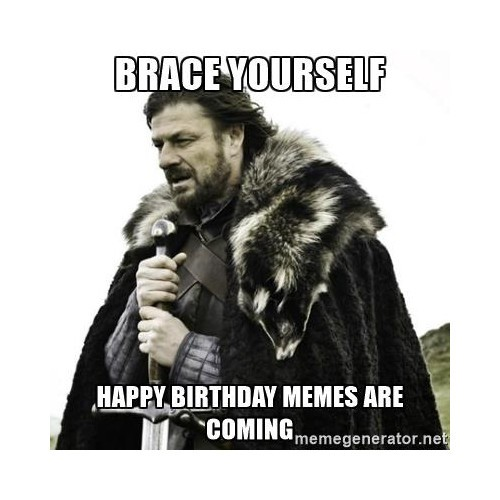 BRACE YOURSELF
HAPPY BIRTHDAY MEMES ARE
COMING
memegenerator.net